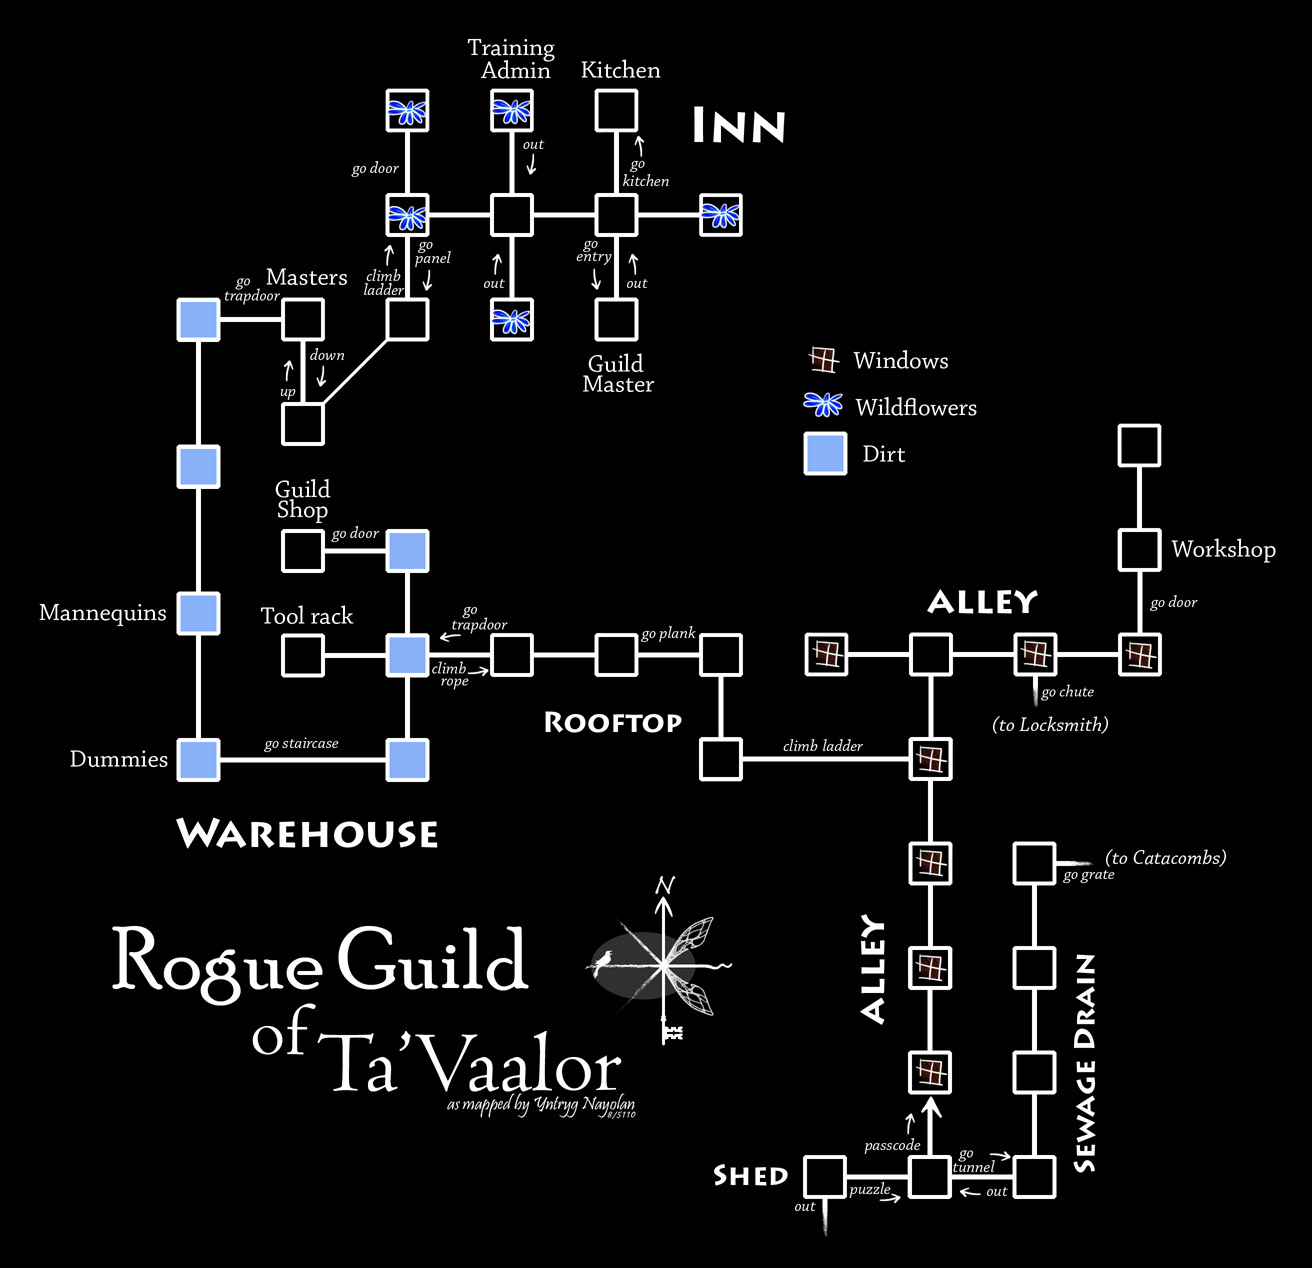 Training
Admin
Kitchen
INN
out
go door
go
kitchen
go
panel
go
entry
climb
ladder
out
out
Masters
go
trapdoor
down
up
Guild
Master
Windows
Wildflowers
Dirt
Guild
Shop
go door
Workshop
go door
ALLEY
Mannequins
Tool rack
go
trapdoor
go plank
climb
rope
go chute
(to Locksmith)
ROOFTOP
Dummies
go staircase
climb ladder
WAREHOUSE
(to Catacombs)
go grate
N
Rogue Guild
of Ta'Vaalor
as mapped by Yntryg Nayolan
8/5110
ALLEY
SEWAGE DRAIN
passcode
go
tunnel
SHED
puzzle
out
out